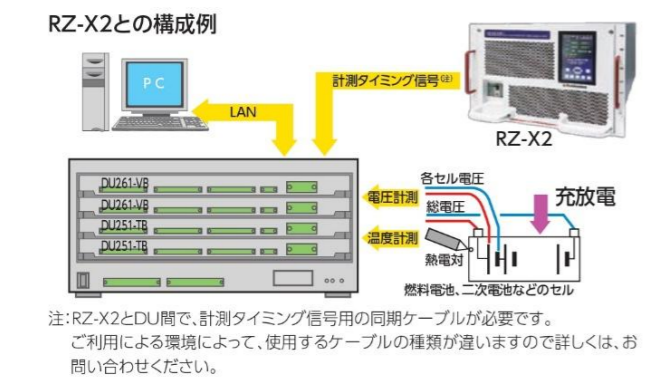 RZ-X2との構成例
PC
LAN
計測タイミング信号注)
RZ-X2
DU261-VB
DU261-VB
DU251-TB
DU251-TB
電圧計測
温度計測
各セル電圧
総電圧
熱電対
充放電
燃料電池、二次電池などのセル
注:RZ-X2とDU間で、計測タイミング信号用の同期ケーブルが必要です。
ご利用による環境によって、使用するケーブルの種類が違いますので詳しくは、お
問い合わせください。